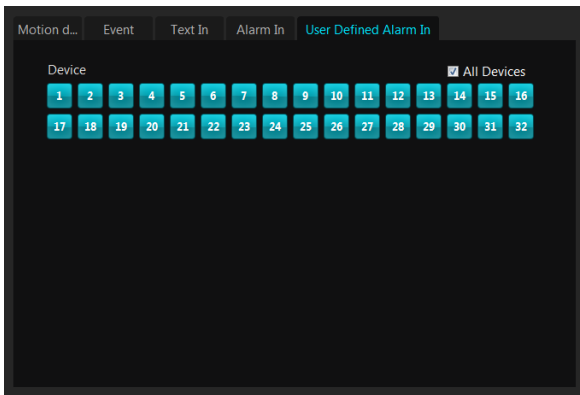 Motion d... Event Text In Alarm In User Defined Alarm In
Device All Devices
1 2 3 4 5 6 7 8 9 10 11 12 13 14 15 16
17 18 19 20 21 22 23 24 25 26 27 28 29 30 31 32